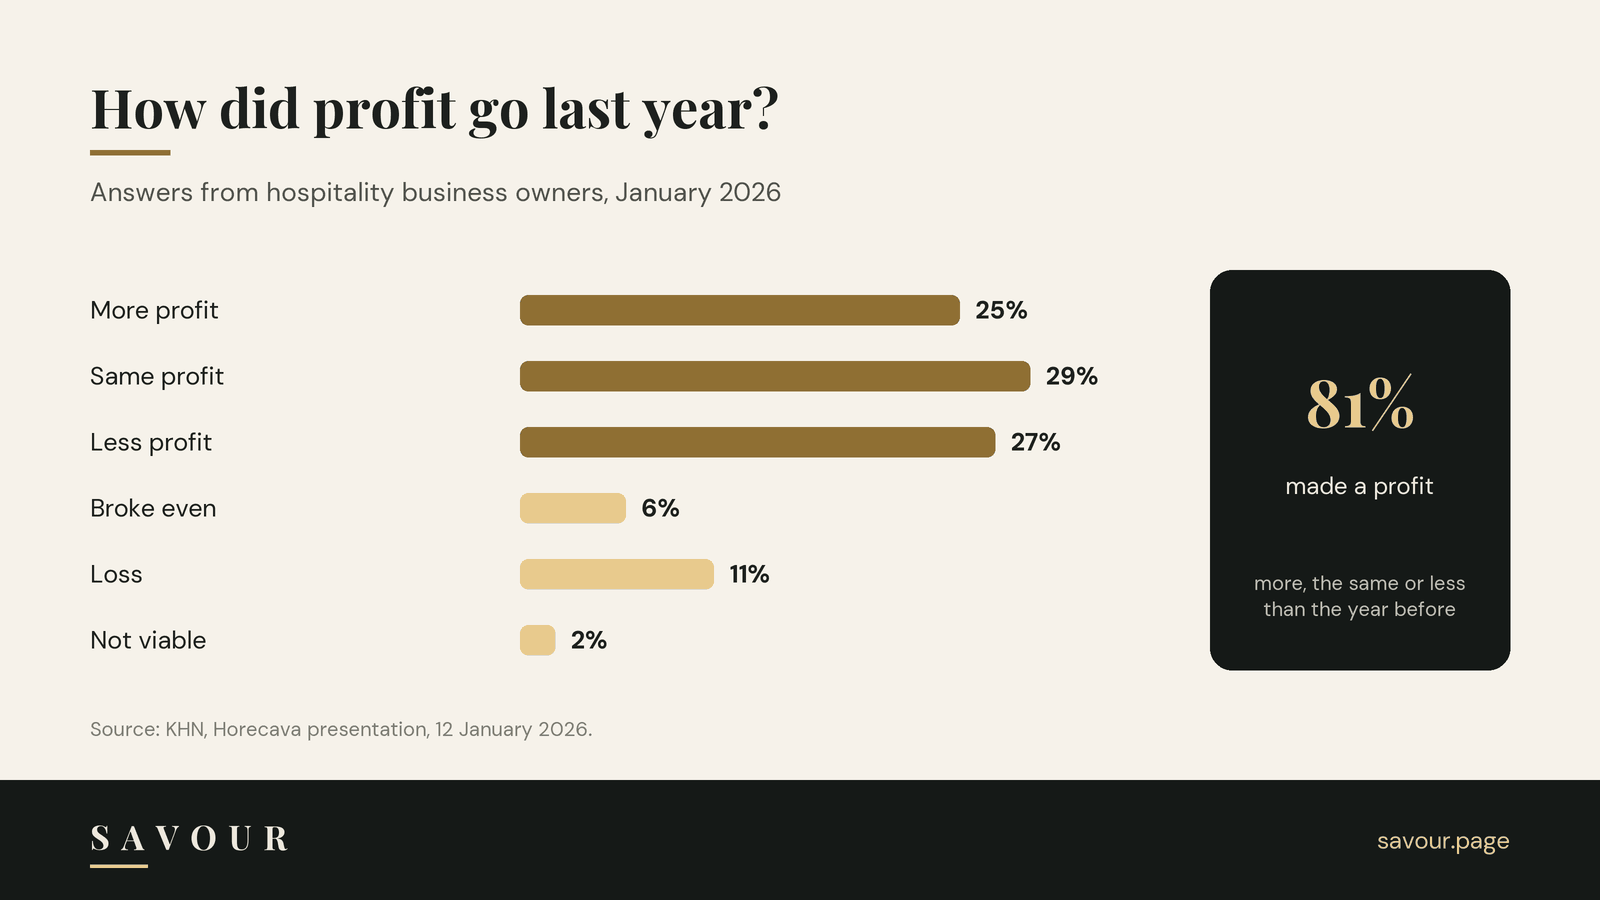 How did profit go last year?
Answers from hospitality business owners, January 2026
More profit 25%
Same profit 29%
Less profit 27%
Broke even 6%
Loss 11%
Not viable 2%
81%
made a profit
more, the same or less
than the year before
Source: KHN, Horecava presentation, 12 January 2026.
SAVOUR
savour.page